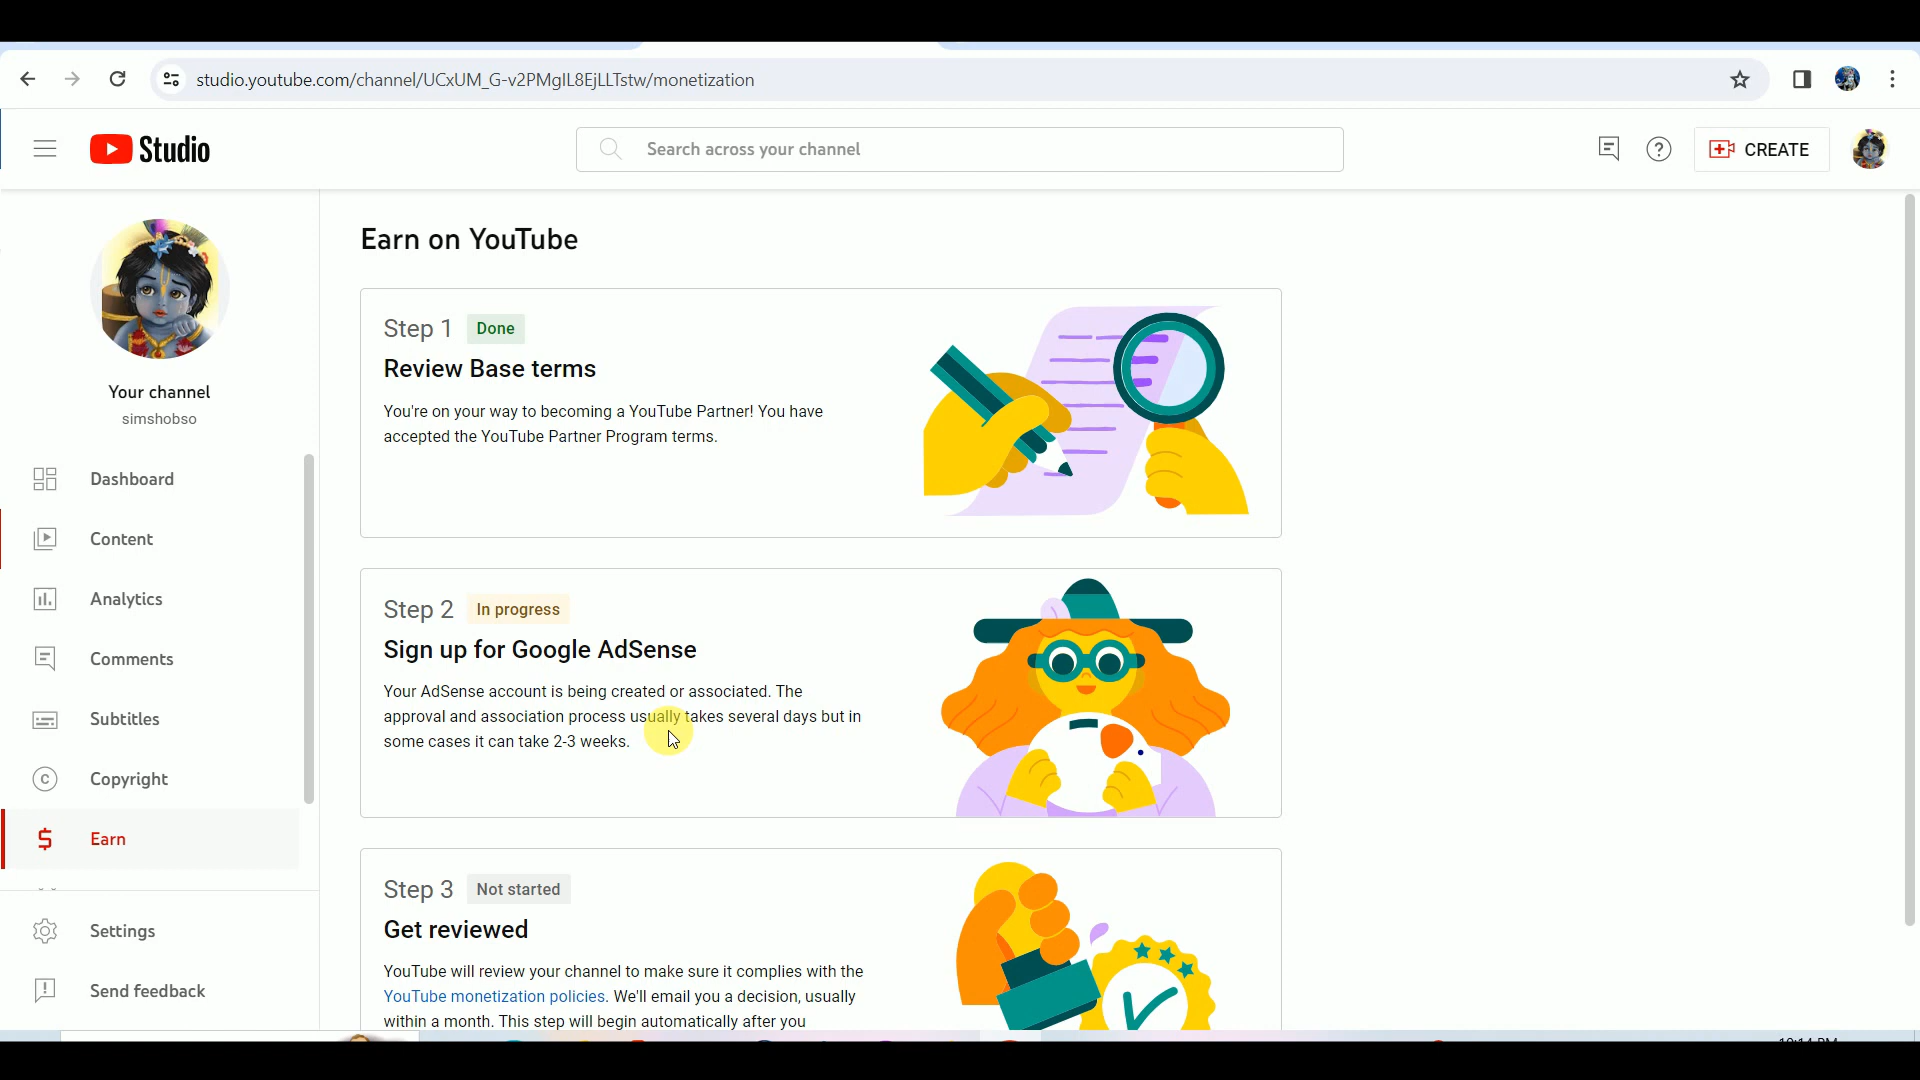 studio.youtube.com/channel/UCxUM_G-v2PMgIL8EjLLTstw/monetization
Studio
Search across your channel
CREATE
Your channel
simshobso
Dashboard
Content
Analytics
Comments
Subtitles
Copyright
Earn
Settings
Send feedback
Earn on YouTube
Step 1 Done
Review Base terms
You're on your way to becoming a YouTube Partner! You have
accepted the YouTube Partner Program terms.
Step 2 In progress
Sign up for Google AdSense
Your AdSense account is being created or associated. The
approval and association process usually takes several days but in
some cases it can take 2-3 weeks.
Step 3 Not started
Get reviewed
YouTube will review your channel to make sure it complies with the
YouTube monetization policies. We'll email you a decision, usually
within a month. This step will begin automatically after you